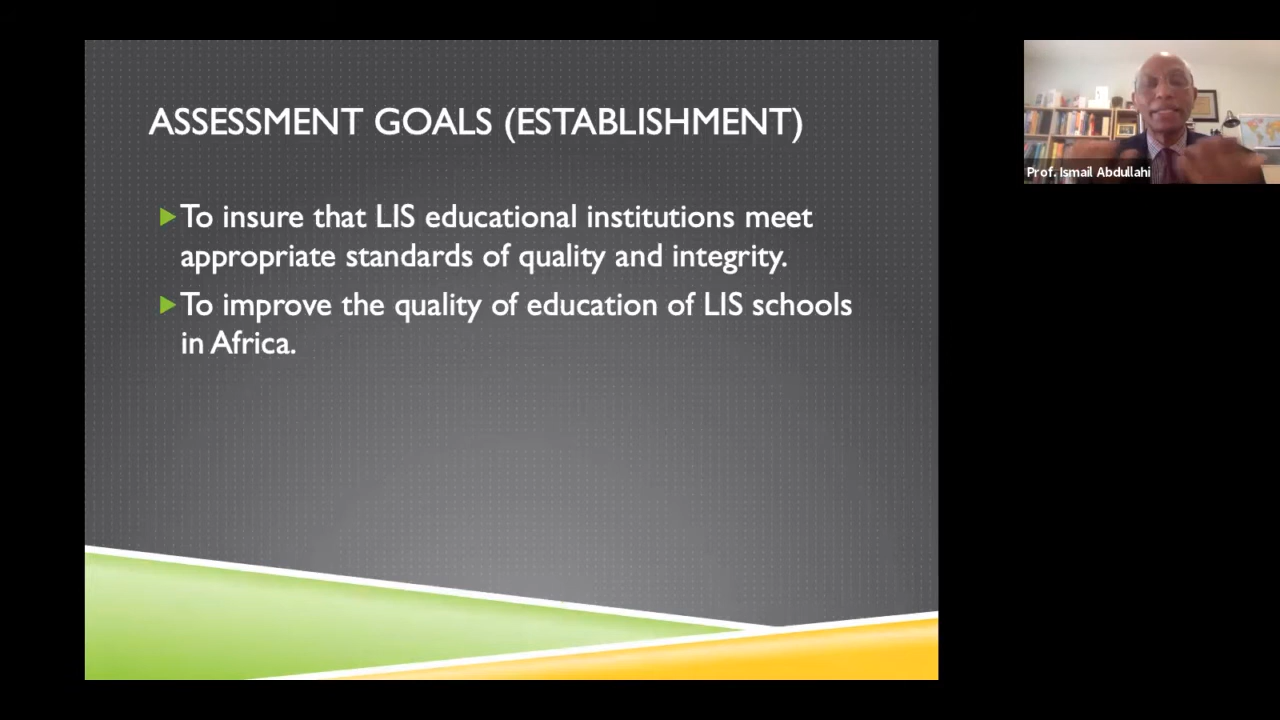 ASSESSMENT GOALS (ESTABLISHMENT)
To insure that LIS educational institutions meet
appropriate standards of quality and integrity.
To improve the quality of education of LIS schools
in Africa.
Prof. Ismail Abdullahi